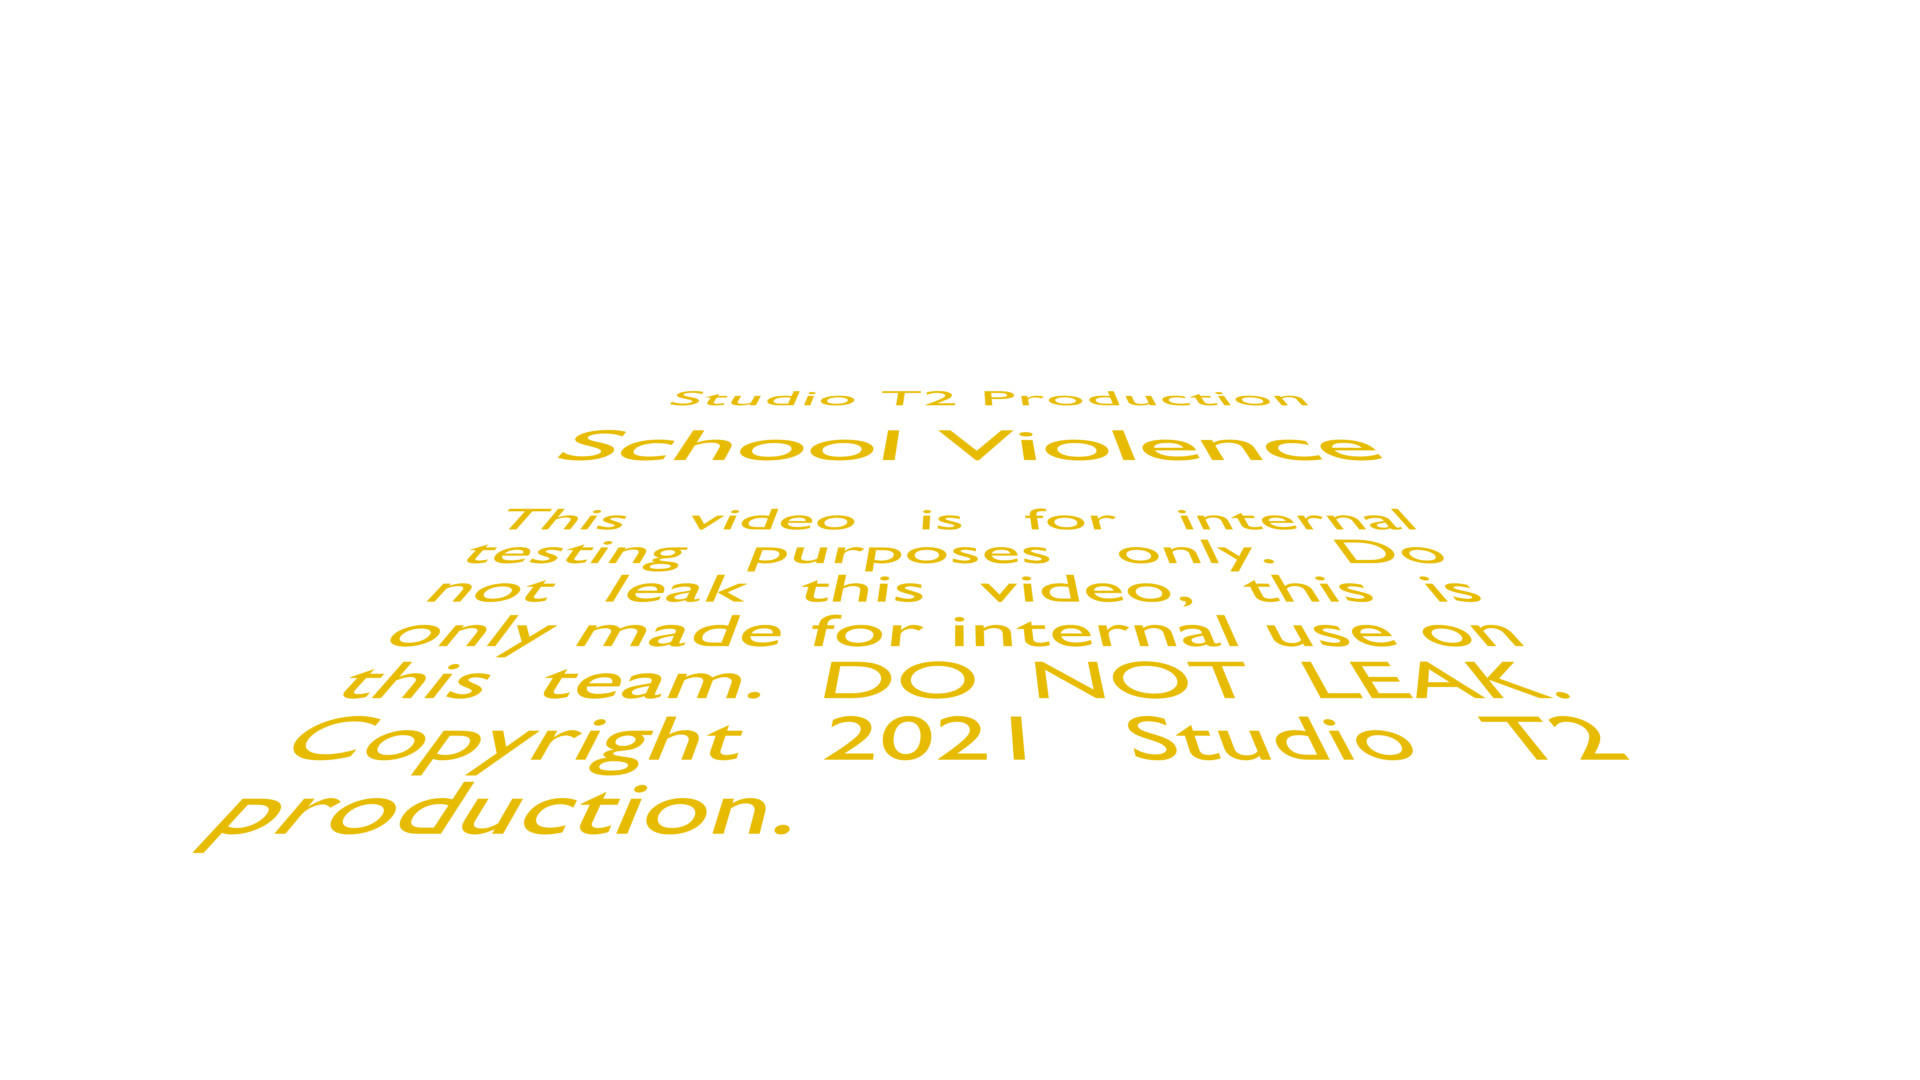 Studio T2 Production
School Violence
This video is for internal
testing purposes only. Do
not leak this video, this is
only made for internal use on
this team. DO NOT LEAK.
Copyright 2021 Studio T2
production.